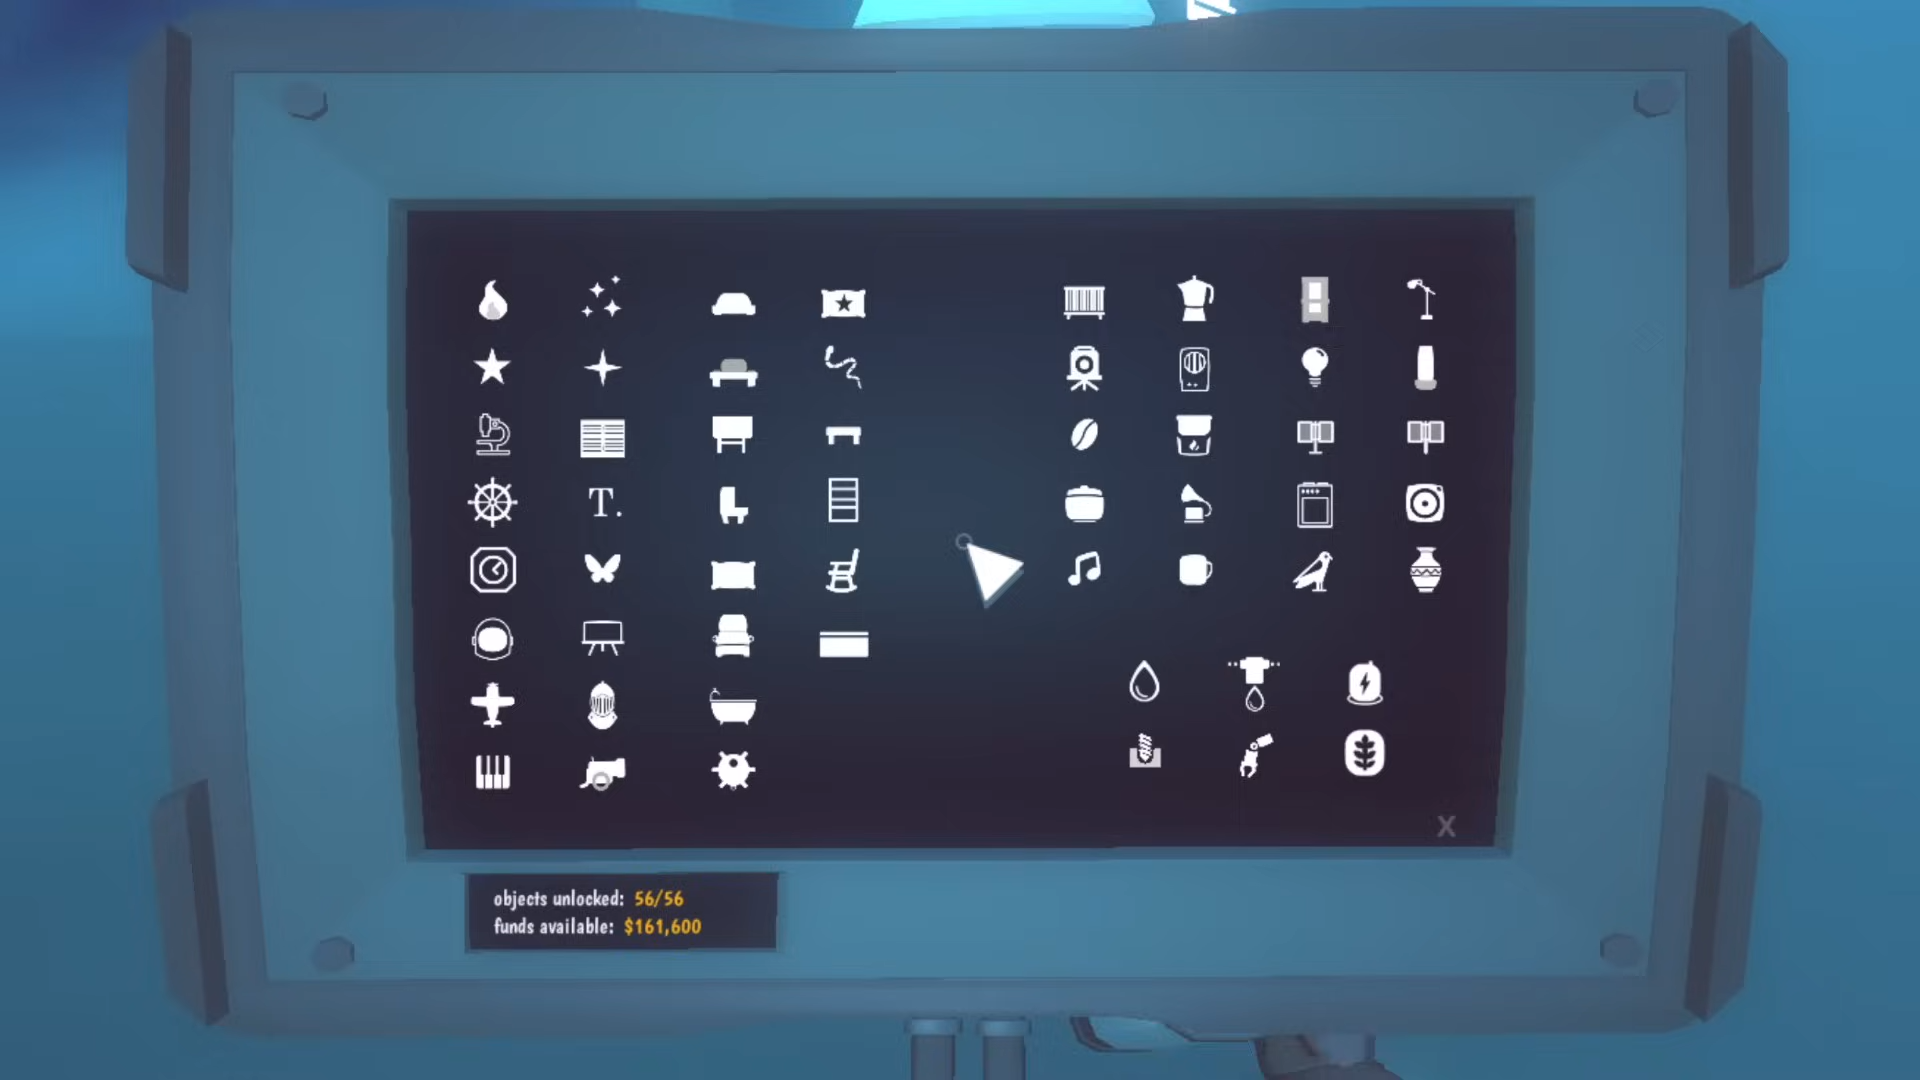 T.
X
objects unlocked: 56/56
funds available: $161,600